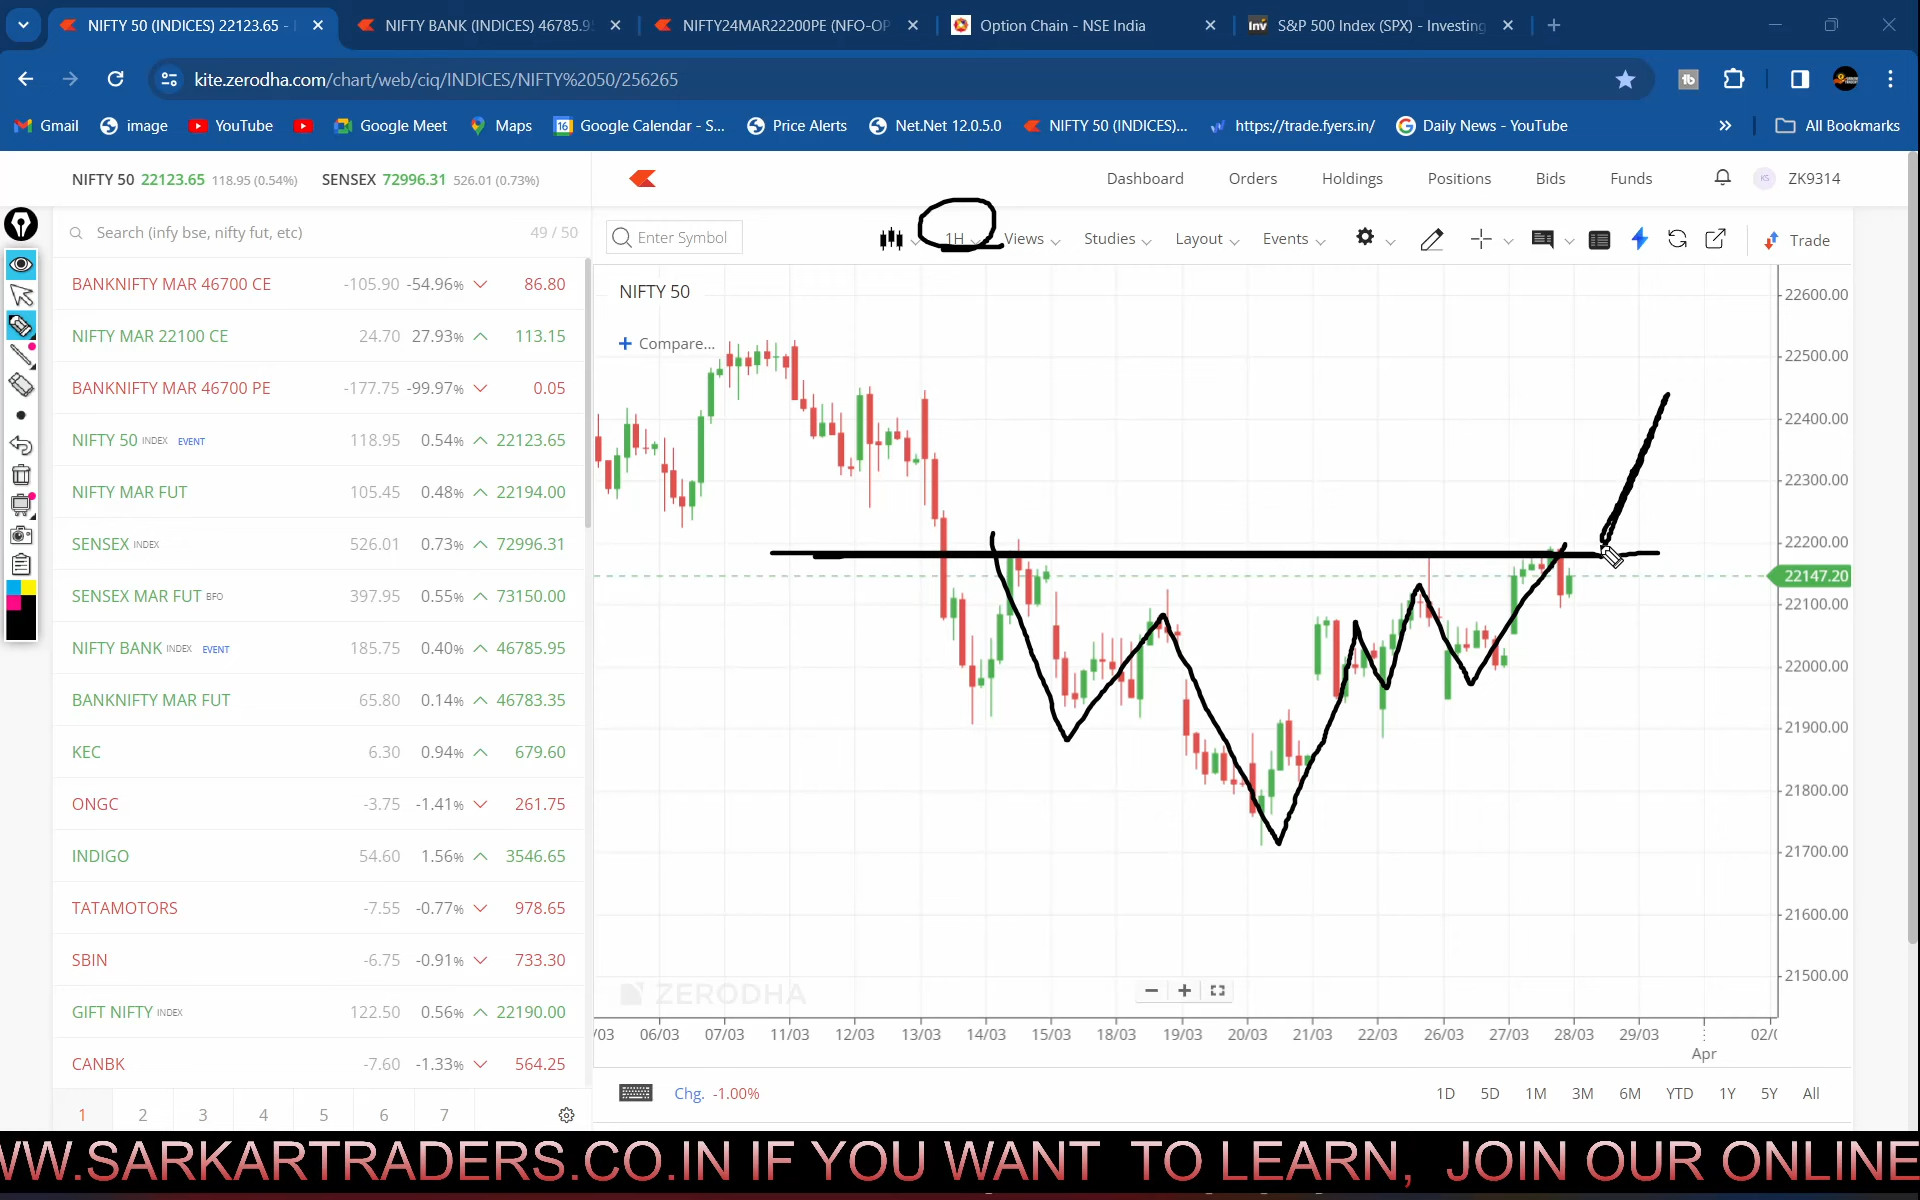 NIFTY 50 (INDICES) 22123.65 -
NIFTY BANK (INDICES) 46785.9
NIFTY24MAR22200PE (NFO-OP
Option Chain - NSE India
S&P 500 Index (SPX) - Investing
kite.zerodha.com/chart/web/ciq/INDICES/NIFTY%2050/256265
Gmail image YouTube Google Meet Maps Google Calendar - S... Price Alerts Net.Net 12.0.5.0 NIFTY 50 (INDICES)... https://trade.fyers.in/ Daily News - YouTube » All Bookmarks
NIFTY 50 22123.65 118.95 (0.54%) SENSEX 72996.31 526.01 (0.73%)
Dashboard Orders Holdings Positions Bids Funds KS ZK9314
Search (infy bse, nifty fut, etc) 49 / 50
Enter Symbol 1H Views Studies Layout Events Trade
BANKNIFTY MAR 46700 CE -105.90 -54.96% 86.80
NIFTY MAR 22100 CE 24.70 27.93% 113.15
BANKNIFTY MAR 46700 PE -177.75 -99.97% 0.05
NIFTY 50 INDEX EVENT 118.95 0.54% 22123.65
NIFTY MAR FUT 105.45 0.48% 22194.00
SENSEX INDEX 526.01 0.73% 72996.31
SENSEX MAR FUT BFO 397.95 0.55% 73150.00
NIFTY BANK INDEX EVENT 185.75 0.40% 46785.95
BANKNIFTY MAR FUT 65.80 0.14% 46783.35
KEC 6.30 0.94% 679.60
ONGC -3.75 -1.41% 261.75
INDIGO 54.60 1.56% 3546.65
TATAMOTORS -7.55 -0.77% 978.65
SBIN -6.75 -0.91% 733.30
GIFT NIFTY INDEX 122.50 0.56% 22190.00
CANBK -7.60 -1.33% 564.25
1 2 3 4 5 6 7
NIFTY 50
+ Compare...
22600.00
22500.00
22400.00
22300.00
22200.00
22147.20
22100.00
22000.00
21900.00
21800.00
21700.00
21600.00
21500.00
ZERODHA
/03 06/03 07/03 11/03 12/03 13/03 14/03 15/03 18/03 19/03 20/03 21/03 22/03 26/03 27/03 28/03 29/03 02/0
Apr
Chg. -1.00% 1D 5D 1M 3M 6M YTD 1Y 5Y All
WW.SARKARTRADERS.CO.IN IF YOU WANT TO LEARN, JOIN OUR ONLINE